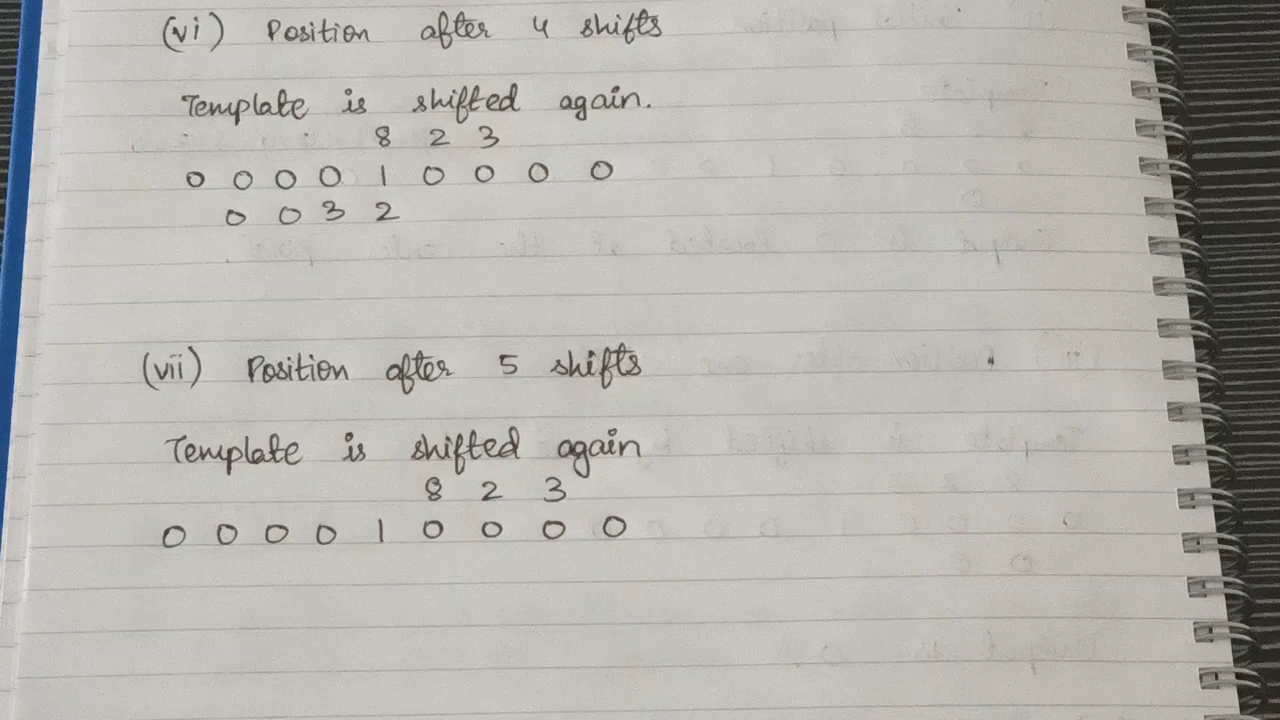 (vi) Position after 4 shifts
Template is shifted again.
8 2 3
0 0 0 0 1 0 0 0 0
0 0 3 2
(vii) Position after 5 shifts
Template is shifted again
8 2 3
0 0 0 0 1 0 0 0 0